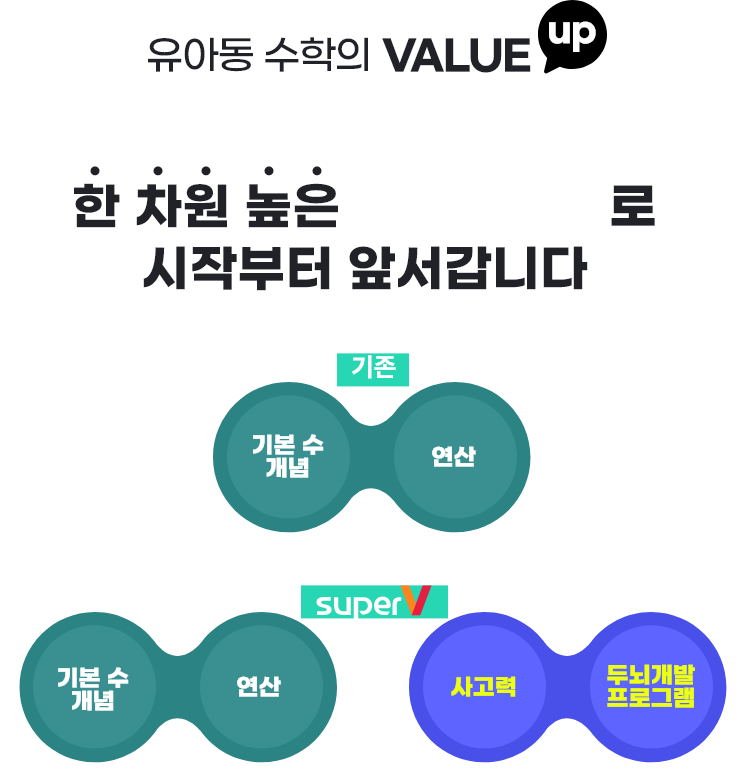 유아동 수학의 VALUE up
한 차원 높은 로
시작부터 앞서갑니다
기존
기본 수
개념
연산
superV
기본 수
개념
연산
사고력
두뇌개발
프로그램